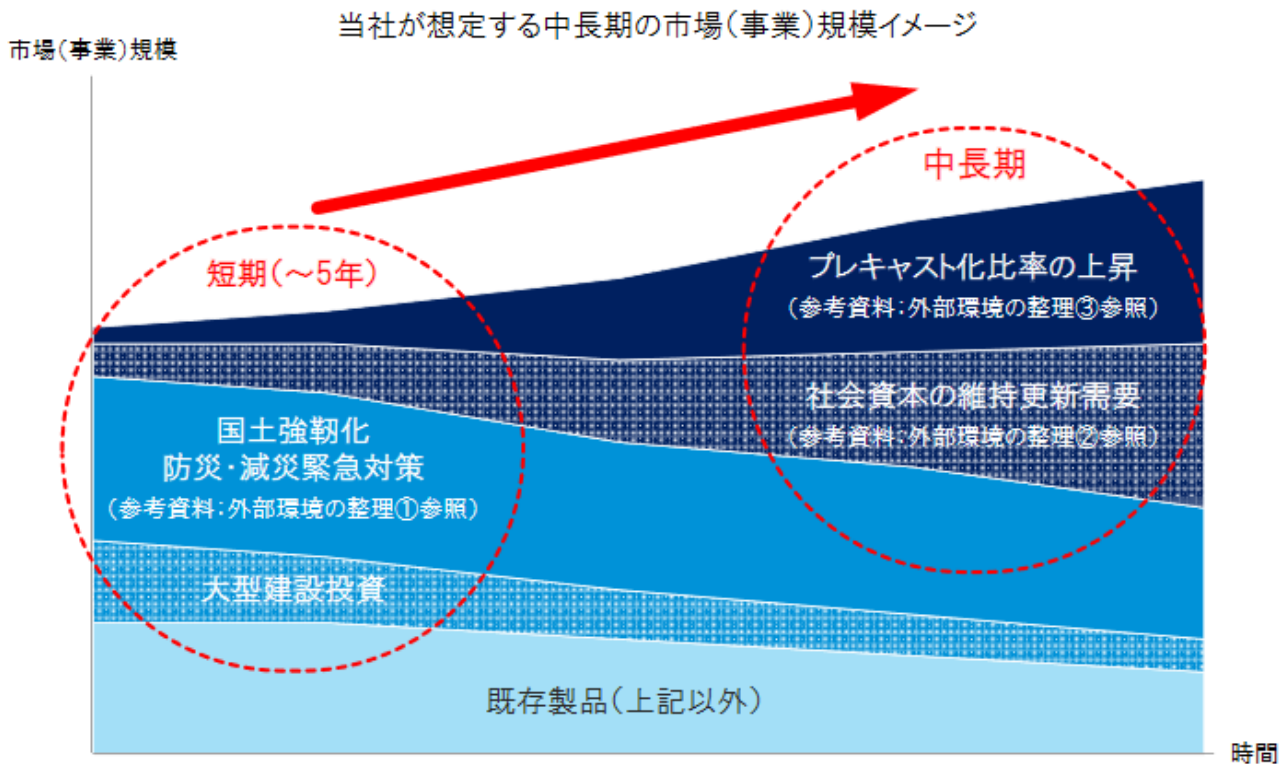 当社が想定する中長期の市場(事業)規模イメージ
市場(事業)規模
中長期
短期(~5年)
プレキャスト化比率の上昇
(参考資料:外部環境の整理③参照)
社会資本の維持更新需要
(参考資料:外部環境の整理②参照)
国土強靭化
防災・減災緊急対策
(参考資料:外部環境の整理①参照)
大型建設投資
既存製品(上記以外)
時間